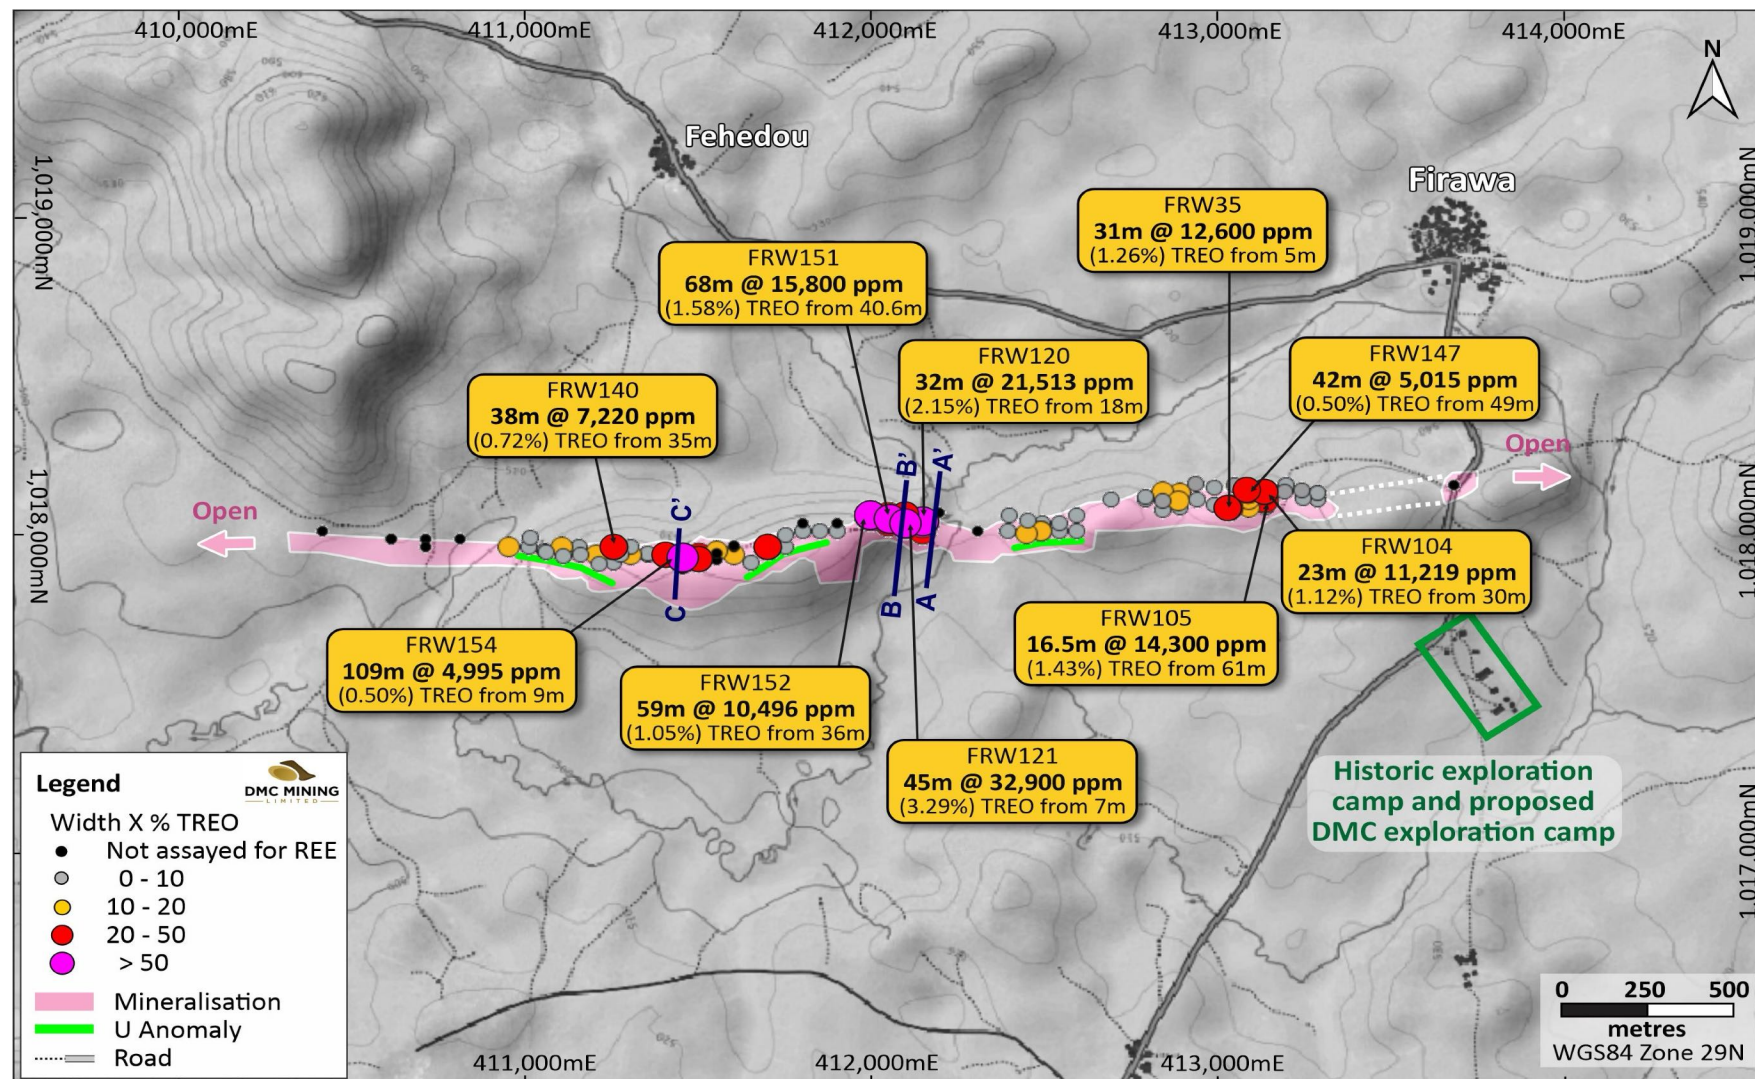 410,000mE
411,000mE
412,000mE
413,000mE
414,000mE
N
1,019,000mN
1,019,000mN
Fehedou
Firawa
FRW35
31m @ 12,600 ppm
(1.26%) TREO from 5m
FRW151
68m @ 15,800 ppm
(1.58%) TREO from 40.6m
FRW120
32m @ 21,513 ppm
(2.15%) TREO from 18m
FRW147
42m @ 5,015 ppm
(0.50%) TREO from 49m
FRW140
38m @ 7,220 ppm
(0.72%) TREO from 35m
Open
Open
1,018,000mN
1,018,000mN
A'
B'
C'
C
B
A
FRW104
23m @ 11,219 ppm
(1.12%) TREO from 30m
FRW105
16.5m @ 14,300 ppm
(1.43%) TREO from 61m
FRW154
109m @ 4,995 ppm
(0.50%) TREO from 9m
FRW152
59m @ 10,496 ppm
(1.05%) TREO from 36m
FRW121
45m @ 32,900 ppm
(3.29%) TREO from 7m
Historic exploration
camp and proposed
DMC exploration camp
1,017,000mN
Legend
DMC MINING
LIMITED
Width X % TREO
Not assayed for REE
0 - 10
10 - 20
20 - 50
> 50
Mineralisation
U Anomaly
Road
0 250 500
metres
WGS84 Zone 29N
411,000mE
412,000mE
413,000mE